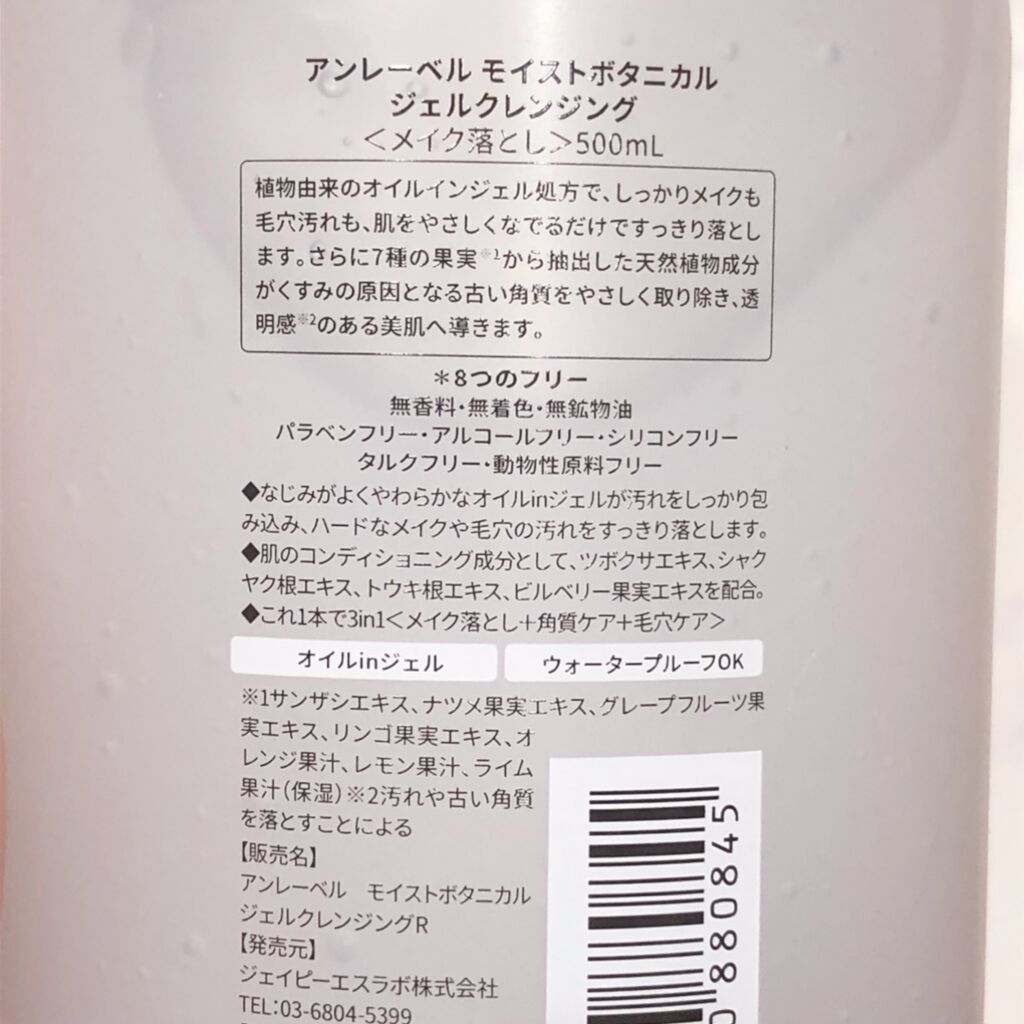 アンレーベル モイストボタニカル
ジェルクレンジング
＜メイク落とし＞500mL
植物由来のオイルインジェル処方で、しっかりメイクも
毛穴汚れも、肌をやさしくなでるだけですっきり落とし
ます。さらに7種の果実※1から抽出した天然植物成分
がくすみの原因となる古い角質をやさしく取り除き、透
明感※2のある美肌へ導きます。
＊8つのフリー
無香料・無着色・無鉱物油
パラベンフリー・アルコールフリー・シリコンフリー
タルクフリー・動物性原料フリー
◆なじみがよくやわらかなオイルinジェルが汚れをしっかり包
み込み、ハードなメイクや毛穴の汚れをすっきり落とします。
◆肌のコンディショニング成分として、ツボクサエキス、シャク
ヤク根エキス、トウキ根エキス、ビルベリー果実エキスを配合。
◆これ1本で3in1＜メイク落とし＋角質ケア＋毛穴ケア＞
オイルinジェル ウォータープルーフOK
※1サンザシエキス、ナツメ果実エキス、グレープフルーツ果
実エキス、リンゴ果実エキス、オ
レンジ果汁、レモン果汁、ライム
果汁（保湿）※2汚れや古い角質
を落とすことによる
【販売名】
アンレーベル　モイストボタニカル
ジェルクレンジングR
【発売元】
ジェイピーエスラボ株式会社
TEL:03-6804-5399
0880845